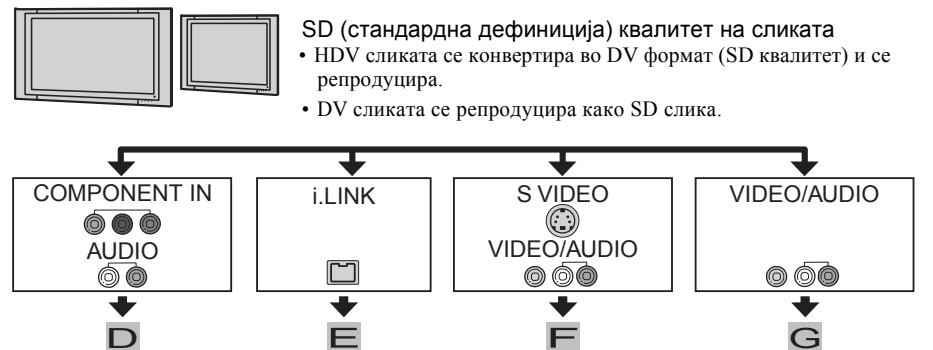 SD (стандардна дефиниција) квалитет на сликата
• HDV сликата се конвертира во DV формат (SD квалитет) и се
репродуцира.
• DV сликата се репродуцира како SD слика.
COMPONENT IN
AUDIO
i.LINK
S VIDEO
VIDEO/AUDIO
VIDEO/AUDIO
D
E
F
G